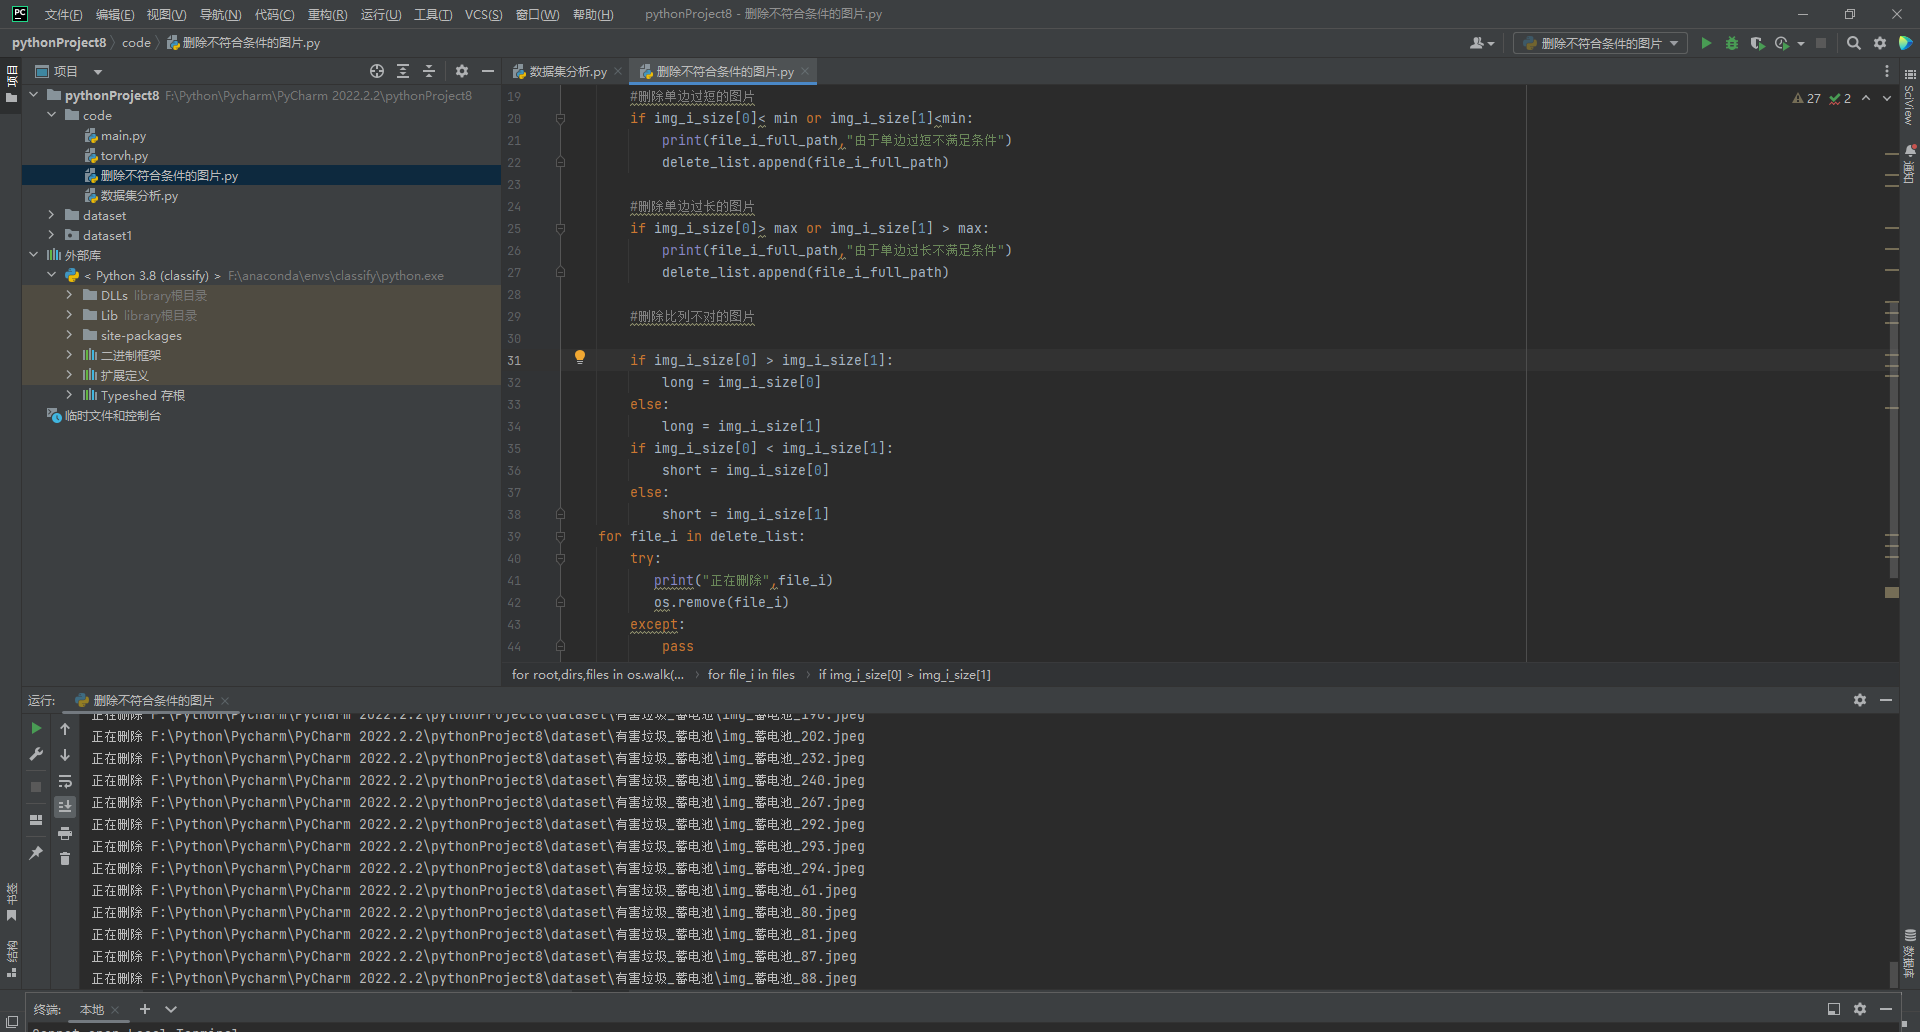 PC 文件(F) 编辑(E) 视图(V) 导航(N) 代码(C) 重构(R) 运行(U) 工具(T) VCS(S) 窗口(W) 帮助(H) pythonProject8 - 删除不符合条件的图片.py
pythonProject8 code 删除不符合条件的图片.py
删除不符合条件的图片
项目
项目
数据集分析.py
删除不符合条件的图片.py
pythonProject8 F:\Python\Pycharm\PyCharm 2022.2.2\pythonProject8
code
main.py
torvh.py
删除不符合条件的图片.py
数据集分析.py
dataset
dataset1
外部库
< Python 3.8 (classify) > F:\anaconda\envs\classify\python.exe
DLLs library根目录
Lib library根目录
site-packages
二进制框架
扩展定义
Typeshed 存根
临时文件和控制台
27 2
19 #删除单边过短的图片
20 if img_i_size[0]< min or img_i_size[1]<min:
21 print(file_i_full_path,"由于单边过短不满足条件")
22 delete_list.append(file_i_full_path)
23
24 #删除单边过长的图片
25 if img_i_size[0]> max or img_i_size[1] > max:
26 print(file_i_full_path,"由于单边过长不满足条件")
27 delete_list.append(file_i_full_path)
28
29 #删除比列不对的图片
30
31 if img_i_size[0] > img_i_size[1]:
32 long = img_i_size[0]
33 else:
34 long = img_i_size[1]
35 if img_i_size[0] < img_i_size[1]:
36 short = img_i_size[0]
37 else:
38 short = img_i_size[1]
39 for file_i in delete_list:
40 try:
41 print("正在删除",file_i)
42 os.remove(file_i)
43 except:
44 pass
for root,dirs,files in os.walk(... for file_i in files if img_i_size[0] > img_i_size[1]
SciView
通知
数据库
书签
结构
运行: 删除不符合条件的图片
正在删除 F:\Python\Pycharm\PyCharm 2022.2.2\pythonProject8\dataset\有害垃圾_蓄电池\img_蓄电池_190.jpeg
正在删除 F:\Python\Pycharm\PyCharm 2022.2.2\pythonProject8\dataset\有害垃圾_蓄电池\img_蓄电池_202.jpeg
正在删除 F:\Python\Pycharm\PyCharm 2022.2.2\pythonProject8\dataset\有害垃圾_蓄电池\img_蓄电池_232.jpeg
正在删除 F:\Python\Pycharm\PyCharm 2022.2.2\pythonProject8\dataset\有害垃圾_蓄电池\img_蓄电池_240.jpeg
正在删除 F:\Python\Pycharm\PyCharm 2022.2.2\pythonProject8\dataset\有害垃圾_蓄电池\img_蓄电池_267.jpeg
正在删除 F:\Python\Pycharm\PyCharm 2022.2.2\pythonProject8\dataset\有害垃圾_蓄电池\img_蓄电池_292.jpeg
正在删除 F:\Python\Pycharm\PyCharm 2022.2.2\pythonProject8\dataset\有害垃圾_蓄电池\img_蓄电池_293.jpeg
正在删除 F:\Python\Pycharm\PyCharm 2022.2.2\pythonProject8\dataset\有害垃圾_蓄电池\img_蓄电池_294.jpeg
正在删除 F:\Python\Pycharm\PyCharm 2022.2.2\pythonProject8\dataset\有害垃圾_蓄电池\img_蓄电池_61.jpeg
正在删除 F:\Python\Pycharm\PyCharm 2022.2.2\pythonProject8\dataset\有害垃圾_蓄电池\img_蓄电池_80.jpeg
正在删除 F:\Python\Pycharm\PyCharm 2022.2.2\pythonProject8\dataset\有害垃圾_蓄电池\img_蓄电池_81.jpeg
正在删除 F:\Python\Pycharm\PyCharm 2022.2.2\pythonProject8\dataset\有害垃圾_蓄电池\img_蓄电池_87.jpeg
正在删除 F:\Python\Pycharm\PyCharm 2022.2.2\pythonProject8\dataset\有害垃圾_蓄电池\img_蓄电池_88.jpeg
终端: 本地
Cannot open Local Terminal